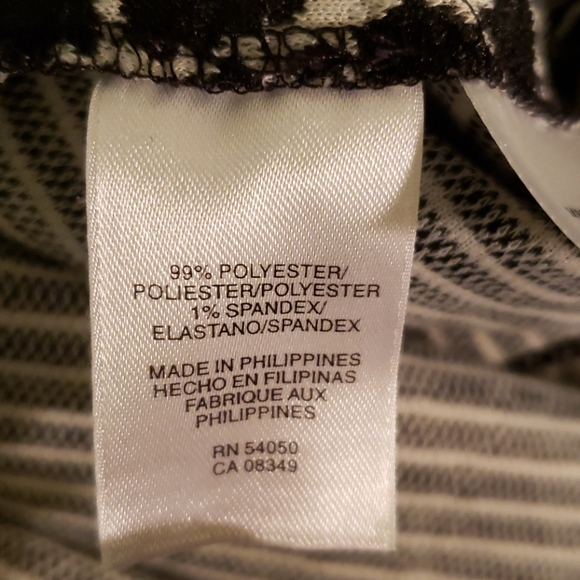 99% POLYESTER/
POLIESTER/POLYESTER
1% SPANDEX/
ELASTANO/SPANDEX
MADE IN PHILIPPINES
HECHO EN FILIPINAS
FABRIQUE AUX
PHILIPPINES
RN 54050
CA 08349